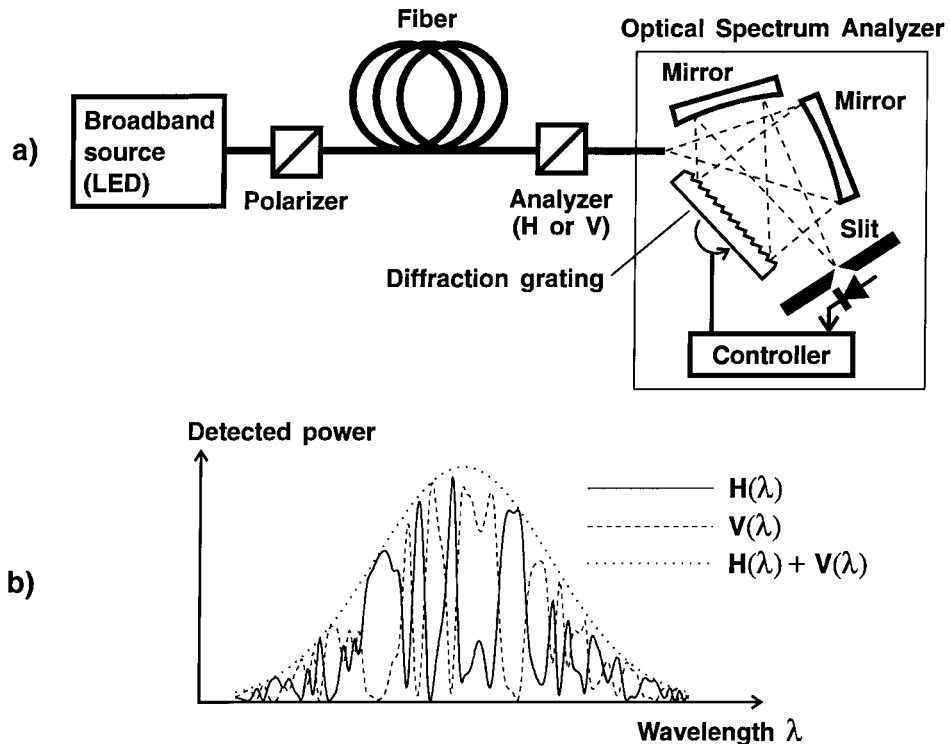 Fiber
Optical Spectrum Analyzer
Mirror
Mirror
a)
Broadband
source
(LED)
Polarizer
Analyzer
(H or V)
Slit
Diffraction grating
Controller
b)
Detected power
H(λ)
V(λ)
H(λ) + V(λ)
Wavelength λ